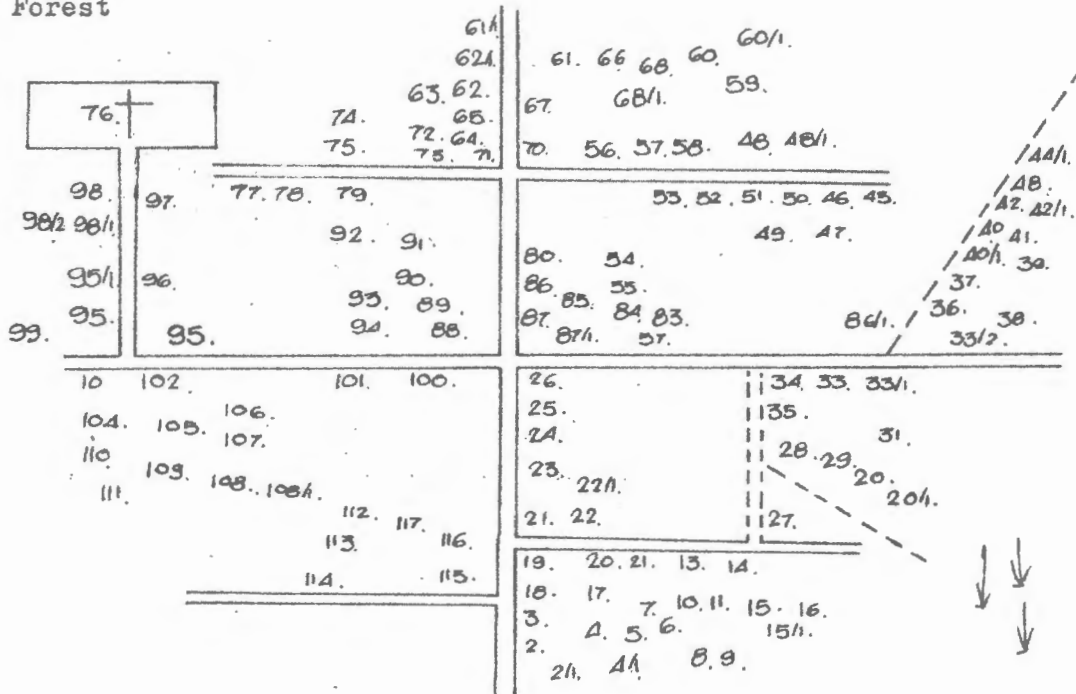 Forest
61/1
62/1.
63. 62.
74. 65.
72. 64.
75. 73. 71.
61. 66 68. 60. 60/1.
68/1. 59.
67.
70. 56. 57. 58. 48. 48/1.
76.
98. 97. 77. 78. 79.
98/2 98/1
92. 91.
95/1 96. 90.
95. 93. 89.
99. 95. 94. 88.
53. 52. 51. 50. 46. 45.
49. 47.
80. 54.
86. 55.
85. 84. 83.
87. 87/1. 57. 86/1.
44/1.
48.
42. 42/1.
40 41.
40/1. 39.
37.
36. 38.
33/2.
10 102. 101. 100.
104. 105. 106.
107.
110. 109. 108. 108/1.
111.
112. 117. 116.
113.
114. 115.
26.
25.
24.
23. 22/1.
21. 22.
34. 33. 33/1.
35. 31.
28. 29. 20. 20/1.
27.
19. 20. 21. 13. 14.
18. 17. 7. 10. 11. 15. 16.
3. 4. 5. 6. 15/1.
2.
2/1. 4/1 8. 9.